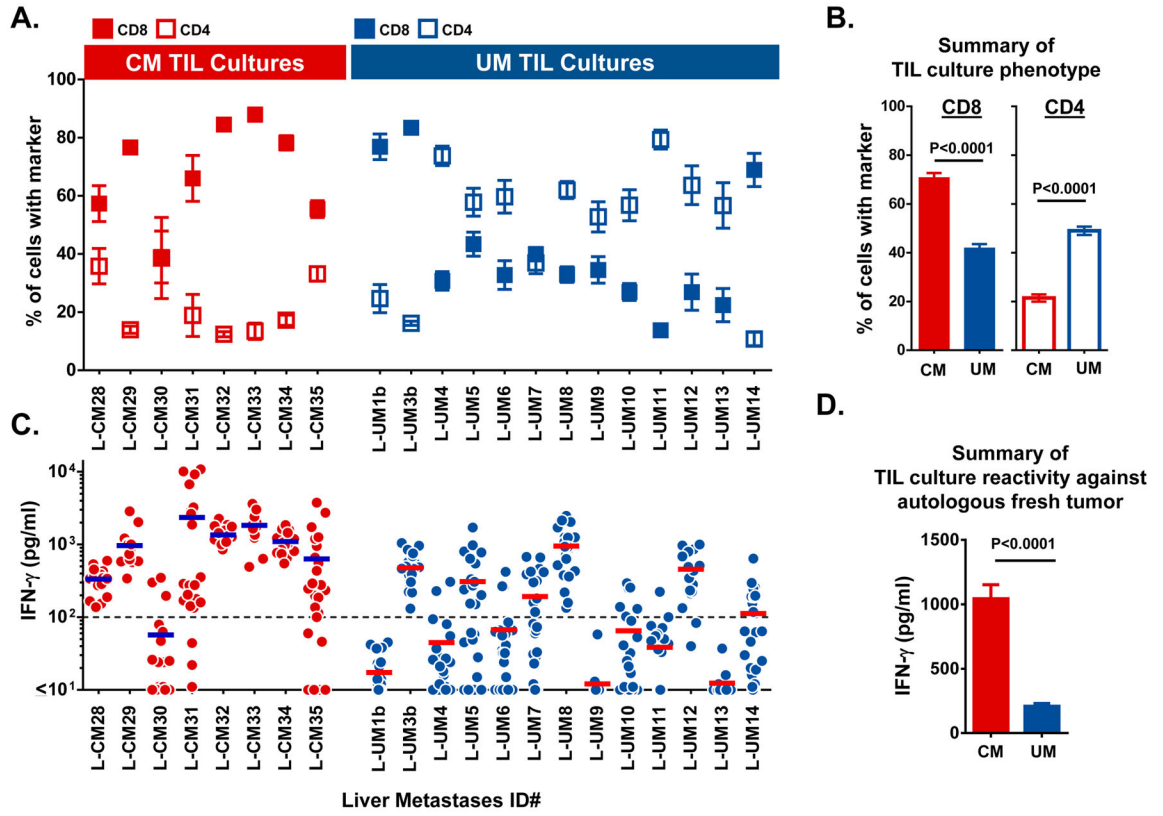 A.
CD8 CD4
CD8 CD4
CM TIL Cultures
UM TIL Cultures
% of cells with marker
100
80
60
40
20
0
L-CM28
L-CM29
L-CM30
L-CM31
L-CM32
L-CM33
L-CM34
L-CM35
L-UM1b
L-UM3b
L-UM4
L-UM5
L-UM6
L-UM7
L-UM8
L-UM9
L-UM10
L-UM11
L-UM12
L-UM13
L-UM14
B.
Summary of
TIL culture phenotype
CD8
CD4
P<0.0001
P<0.0001
% of cells with marker
100
80
60
40
20
0
CM
UM
CM
UM
C.
IFN-γ (pg/ml)
10⁴
10³
10²
≤10¹
L-CM28
L-CM29
L-CM30
L-CM31
L-CM32
L-CM33
L-CM34
L-CM35
L-UM1b
L-UM3b
L-UM4
L-UM5
L-UM6
L-UM7
L-UM8
L-UM9
L-UM10
L-UM11
L-UM12
L-UM13
L-UM14
Liver Metastases ID#
D.
Summary of
TIL culture reactivity against
autologous fresh tumor
P<0.0001
IFN-γ (pg/ml)
1500
1000
500
0
CM
UM